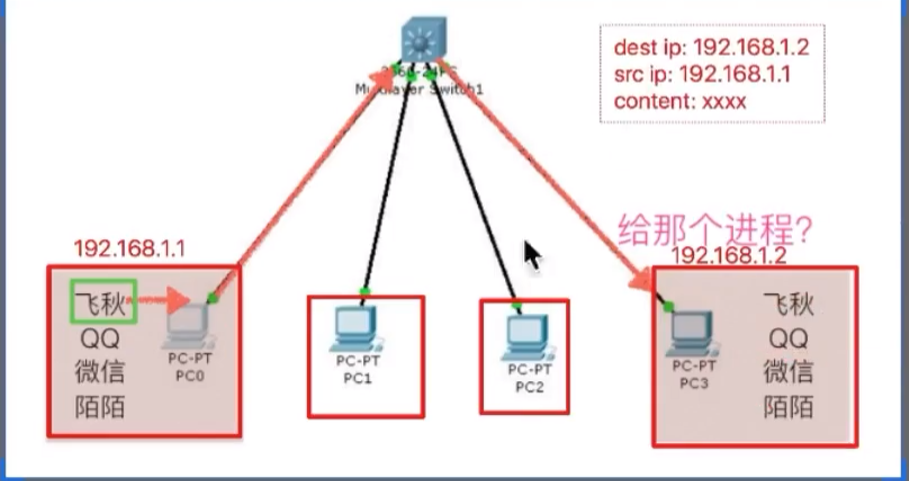 dest ip: 192.168.1.2
src ip: 192.168.1.1
content: xxxx
Multilayer Switch1
给那个进程?
192.168.1.1
192.168.1.2
飞秋
QQ
微信
陌陌
PC-PT
PC0
PC-PT
PC1
PC-PT
PC2
PC-PT
PC3
飞秋
QQ
微信
陌陌